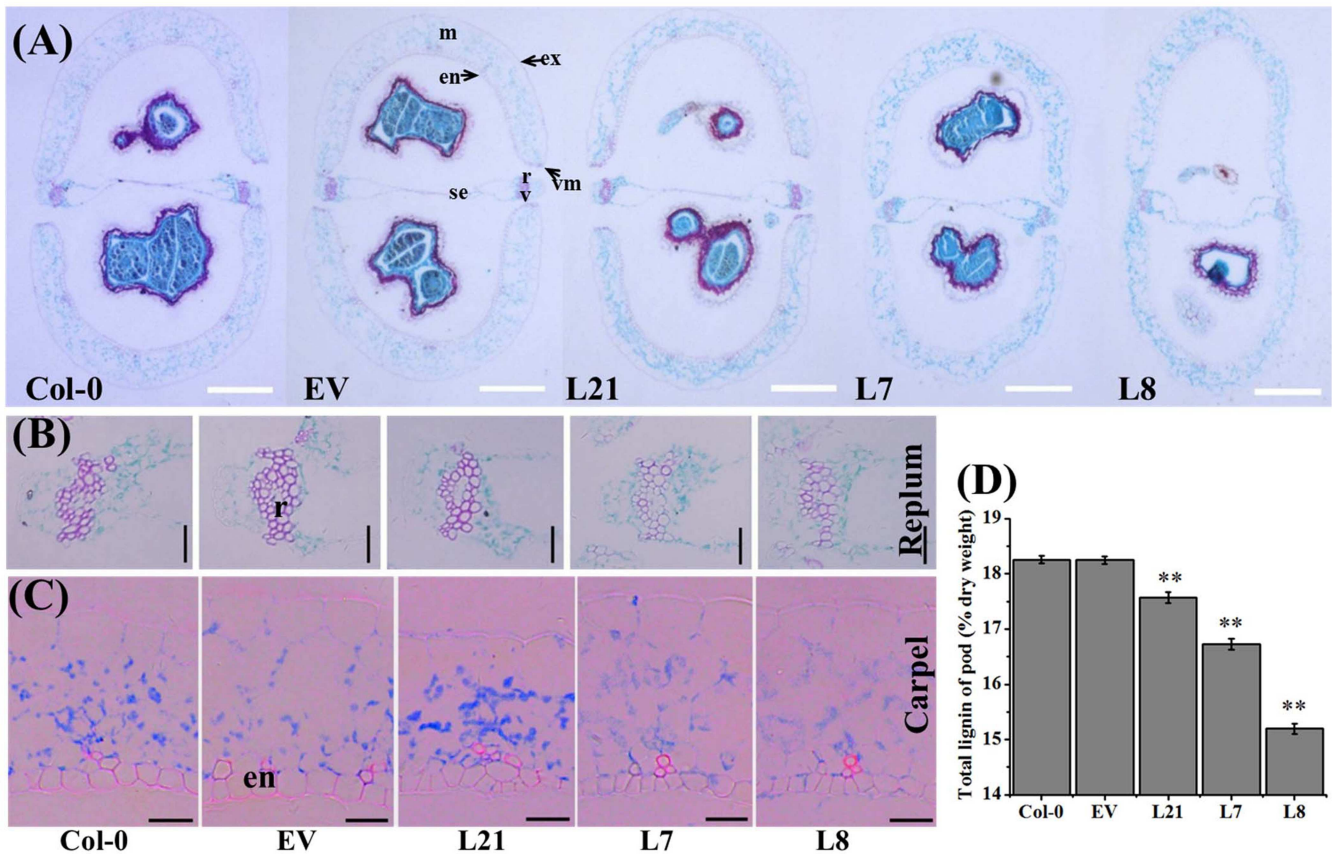 (A)
m
ex
en
r
v
vm
se
Col-0
EV
L21
L7
L8
(B)
r
Replum
(C)
en
Carpel
Col-0
EV
L21
L7
L8
(D)
Total lignin of pod (% dry weight)
19
18
16
17
15
14
**
**
**
Col-0
EV
L21
L7
L8